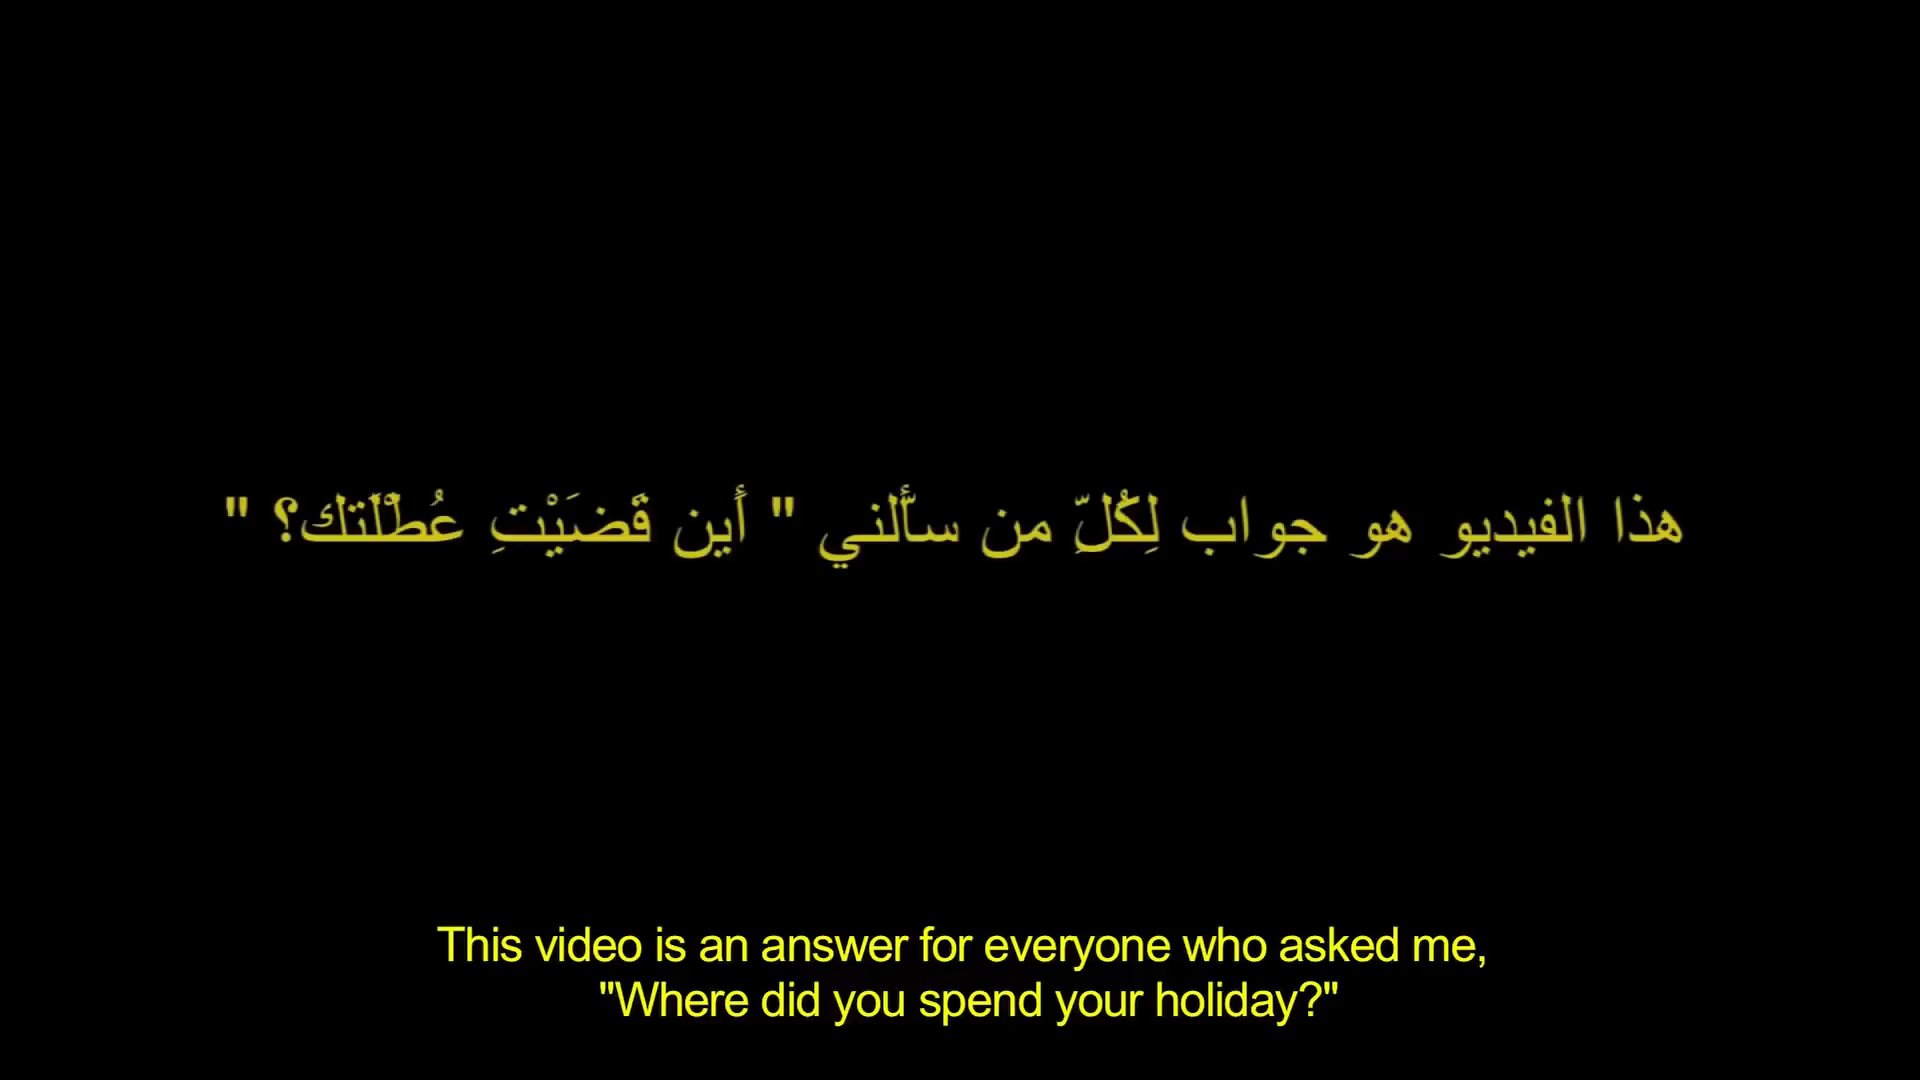 هذا الفيديو هو جواب لِكُلِّ من سألني " أَين قَضَيْتِ عُطْلَتك؟ "
This video is an answer for everyone who asked me,
"Where did you spend your holiday?"